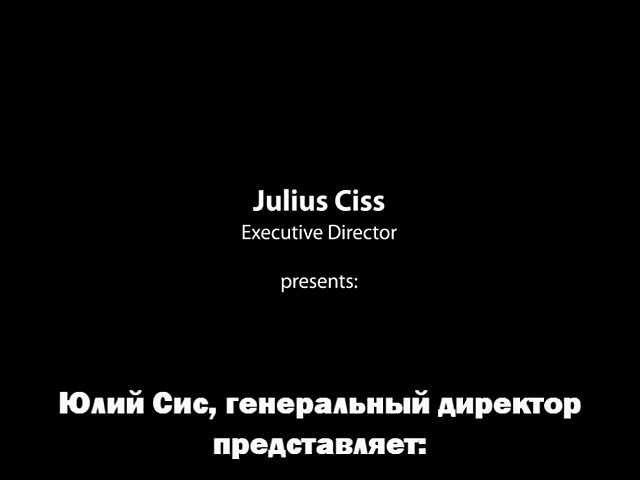 Julius Ciss
Executive Director
presents:
Юлий Сис, генеральный директор
представляет: